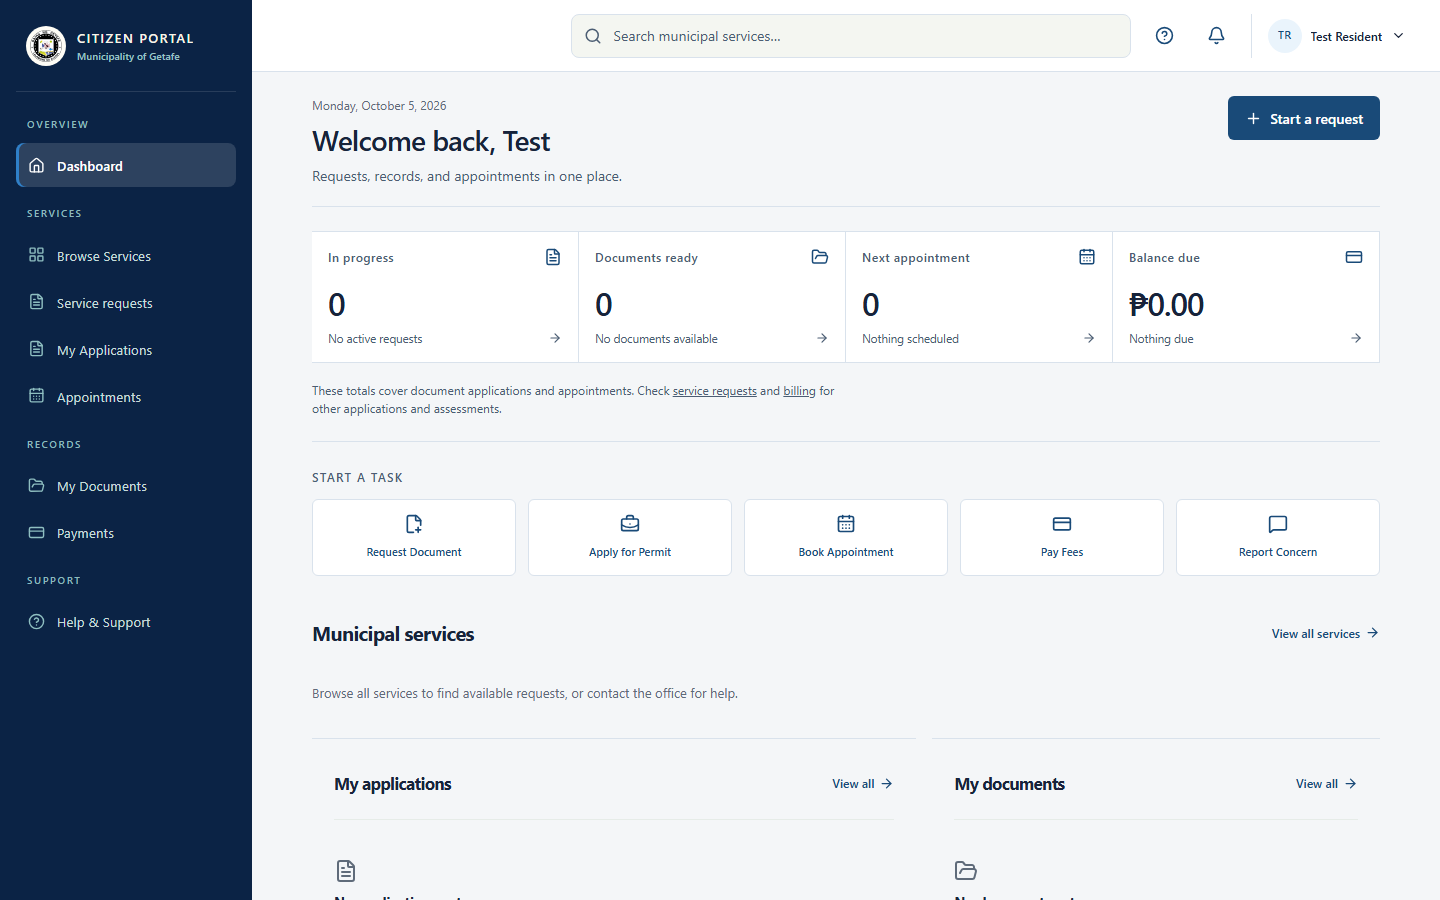 CITIZEN PORTAL
Municipality of Getafe
OVERVIEW
Dashboard
SERVICES
Browse Services
Service requests
My Applications
Appointments
RECORDS
My Documents
Payments
SUPPORT
Help & Support
Search municipal services...
TR
Test Resident
Monday, October 5, 2026
Welcome back, Test
Requests, records, and appointments in one place.
Start a request
In progress
0
No active requests
Documents ready
0
No documents available
Next appointment
0
Nothing scheduled
Balance due
₱0.00
Nothing due
These totals cover document applications and appointments. Check service requests and billing for
other applications and assessments.
START A TASK
Request Document
Apply for Permit
Book Appointment
Pay Fees
Report Concern
Municipal services
View all services
Browse all services to find available requests, or contact the office for help.
My applications
View all
My documents
View all